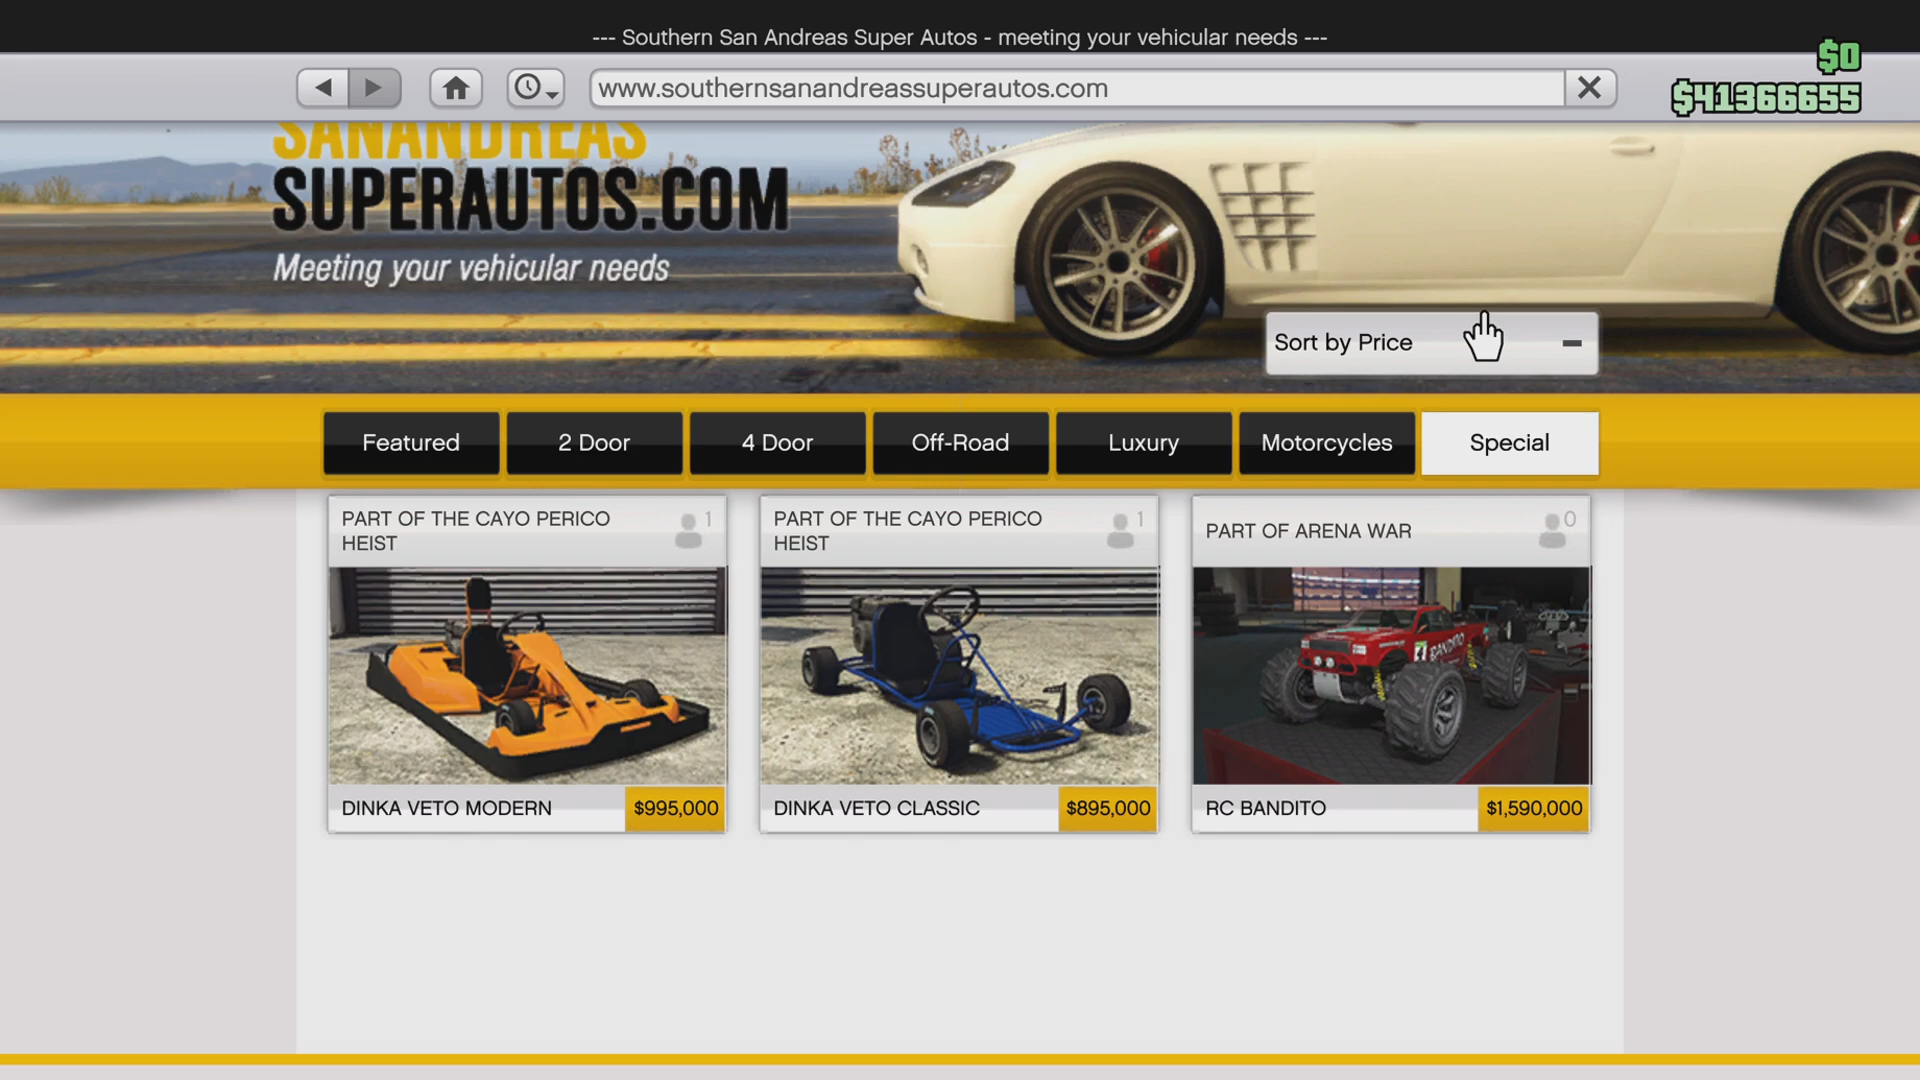 --- Southern San Andreas Super Autos - meeting your vehicular needs ---
$0
www.southernsanandreassuperautos.com
$41366655
SANANDREAS
SUPERAUTOS.COM
Meeting your vehicular needs
Sort by Price
Featured
2 Door
4 Door
Off-Road
Luxury
Motorcycles
Special
PART OF THE CAYO PERICO
HEIST
1
PART OF THE CAYO PERICO
HEIST
1
PART OF ARENA WAR
0
BANDITO
DINKA VETO MODERN
$995,000
DINKA VETO CLASSIC
$895,000
RC BANDITO
$1,590,000